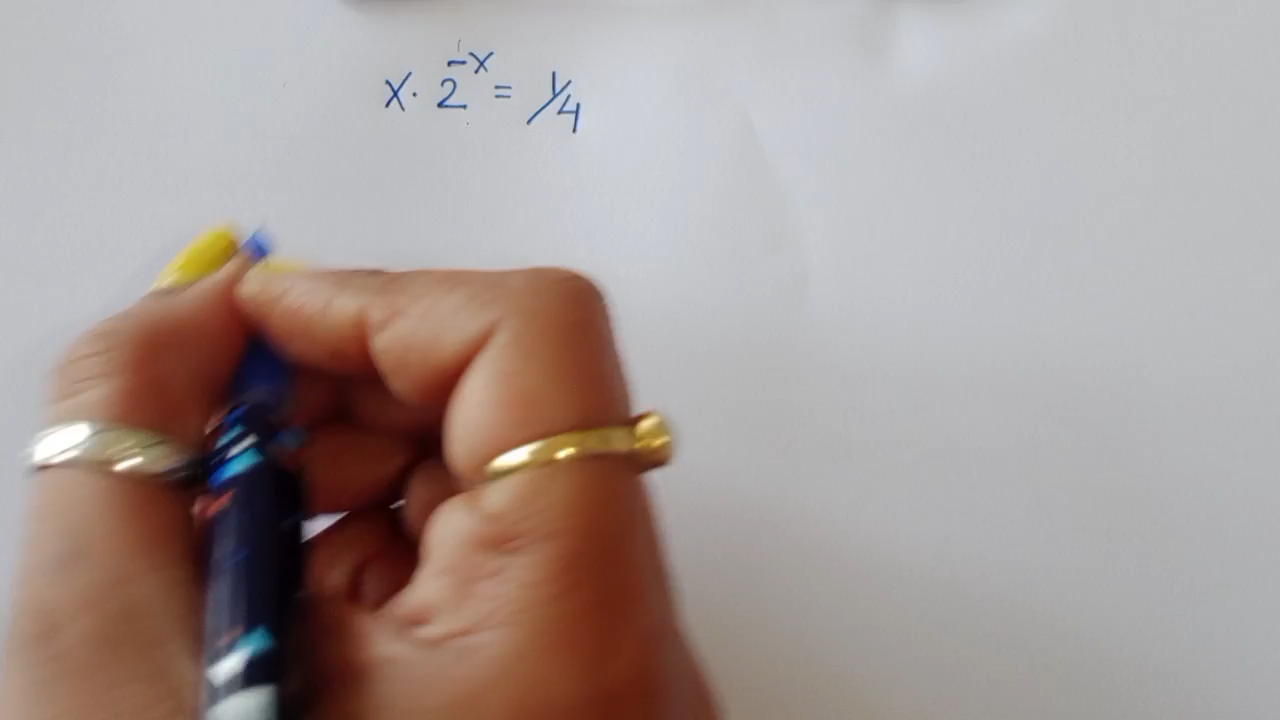 x · 2^{-x} = 1/4